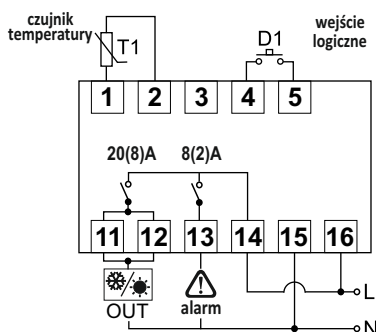 czujnik
temperatury
wejście
logiczne
T1
D1
1 2 3 4 5
20(8)A 8(2)A
11 12 13 14 15 16
OUT
alarm
L
N